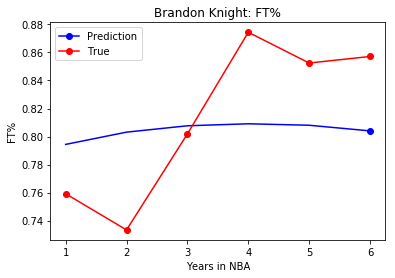 Brandon Knight: FT%
Prediction
True
FT%
0.88
0.86
0.84
0.82
0.80
0.78
0.76
0.74
1 2 3 4 5 6
Years in NBA